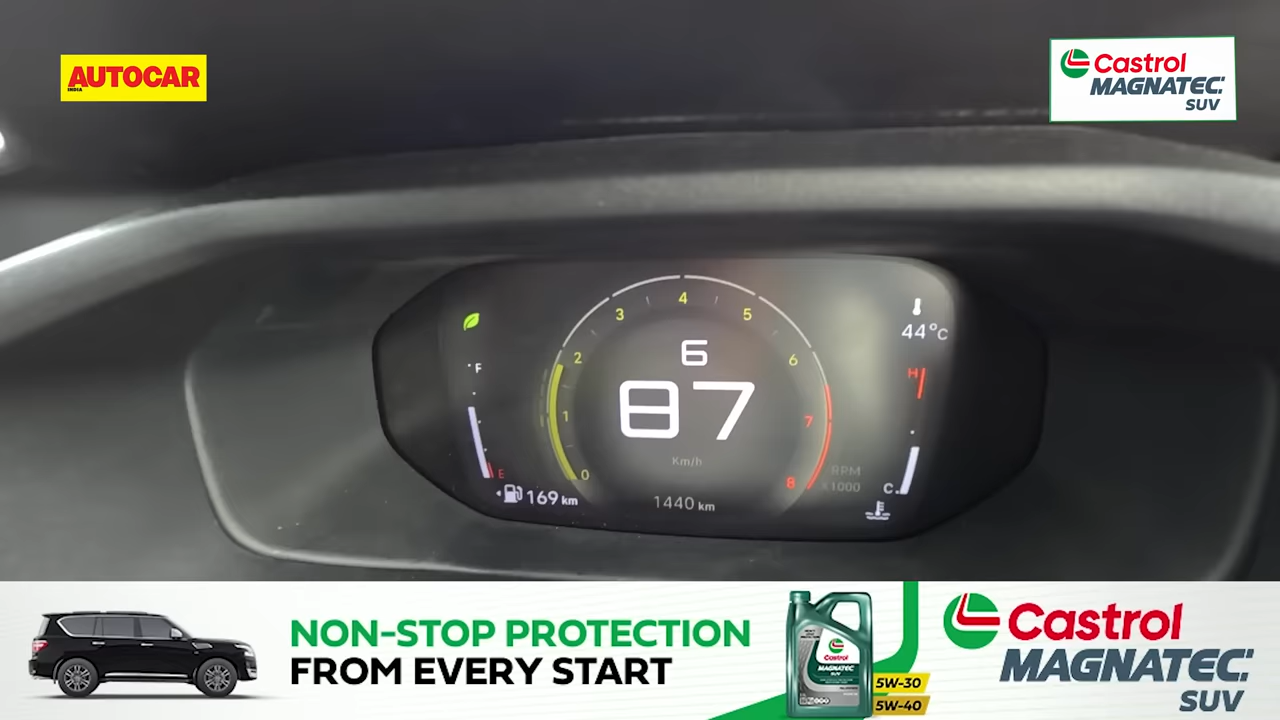 AUTOCAR
INDIA
Castrol
MAGNATEC
SUV
4
3
5
6
44°C
2
6
F
H
87
1
7
E
0
Km/h
RPM
x1000
8
C
169 km
1440 km
NON-STOP PROTECTION
FROM EVERY START
Castrol
MAGNATEC
SUV
5W-30
5W-40
Castrol
MAGNATEC
SUV